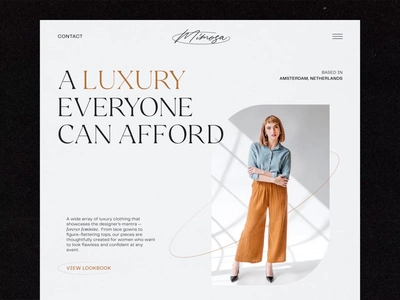 CONTACT
Mimosa
BASED IN
AMSTERDAM, NETHERLANDS
A LUXURY
EVERYONE
CAN AFFORD
A wide array of luxury clothing that
showcases the designer's mantra –
forever feminine. From lace gowns to
figure-flattering tops, our pieces are
thoughtfully created for women who want
to look flawless and confident at any
event.
VIEW LOOKBOOK